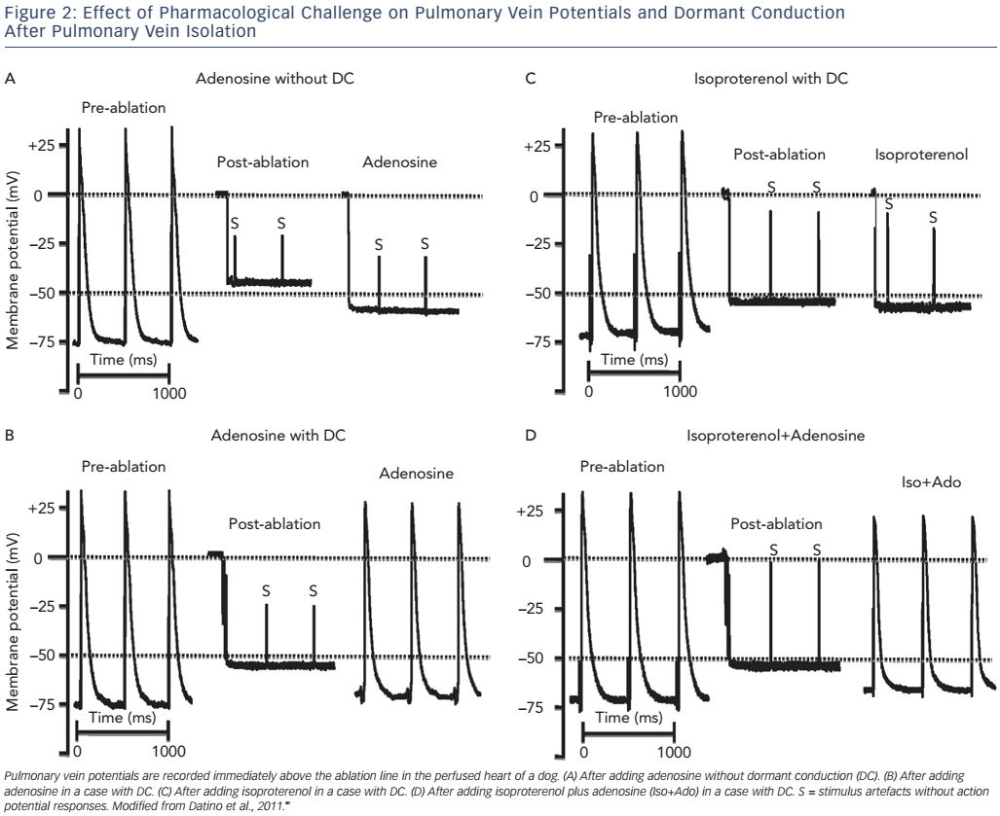 Figure 2: Effect of Pharmacological Challenge on Pulmonary Vein Potentials and Dormant Conduction
After Pulmonary Vein Isolation
A
Adenosine without DC
Pre-ablation
Post-ablation
Adenosine
Membrane potential (mV)
+25
0
−25
−50
−75
S
S
S
S
Time (ms)
0
1000
C
Isoproterenol with DC
Pre-ablation
Post-ablation
Isoproterenol
+25
0
−25
−50
−75
S
S
S
S
Time (ms)
0
1000
B
Adenosine with DC
Pre-ablation
Post-ablation
Adenosine
Membrane potential (mV)
+25
0
−25
−50
−75
S
S
Time (ms)
0
1000
D
Isoproterenol+Adenosine
Pre-ablation
Post-ablation
Iso+Ado
+25
0
−25
−50
−75
S
S
Time (ms)
0
1000
Pulmonary vein potentials are recorded immediately above the ablation line in the perfused heart of a dog. (A) After adding adenosine without dormant conduction (DC). (B) After adding
adenosine in a case with DC. (C) After adding isoproterenol in a case with DC. (D) After adding isoproterenol plus adenosine (Iso+Ado) in a case with DC. S = stimulus artefacts without action
potential responses. Modified from Datino et al., 2011.